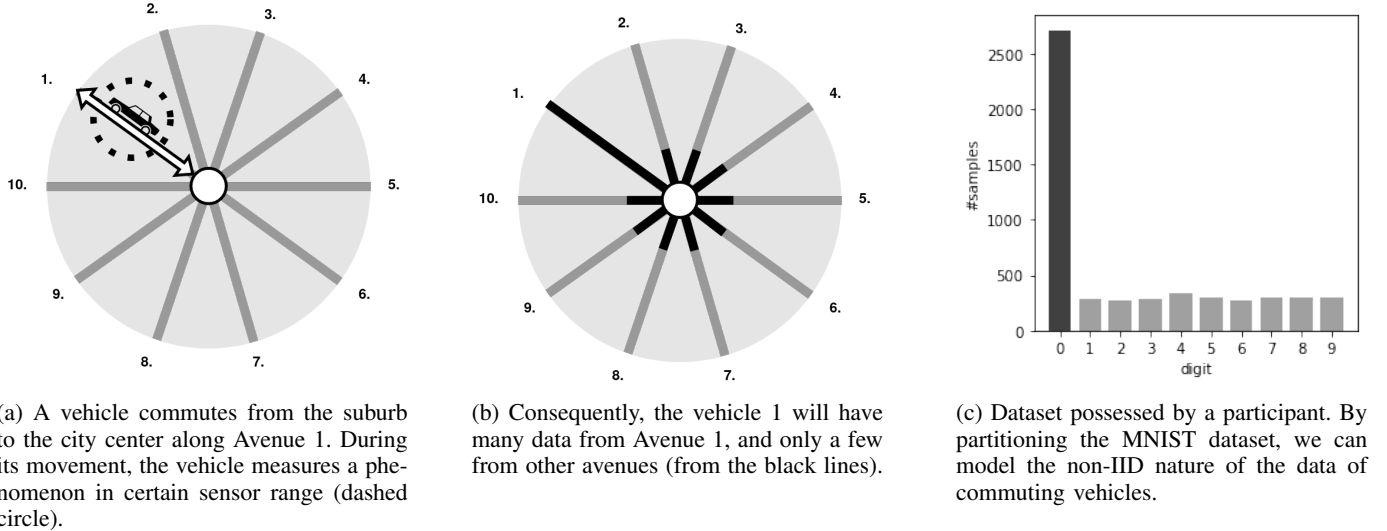 1.
2.
3.
4.
5.
6.
7.
8.
9.
10.
1.
2.
3.
4.
5.
6.
7.
8.
9.
10.
#samples
2500
2000
1500
1000
500
0
0 1 2 3 4 5 6 7 8 9
digit
(a) A vehicle commutes from the suburb
to the city center along Avenue 1. During
its movement, the vehicle measures a phe-
nomenon in certain sensor range (dashed
circle).
(b) Consequently, the vehicle 1 will have
many data from Avenue 1, and only a few
from other avenues (from the black lines).
(c) Dataset possessed by a participant. By
partitioning the MNIST dataset, we can
model the non-IID nature of the data of
commuting vehicles.